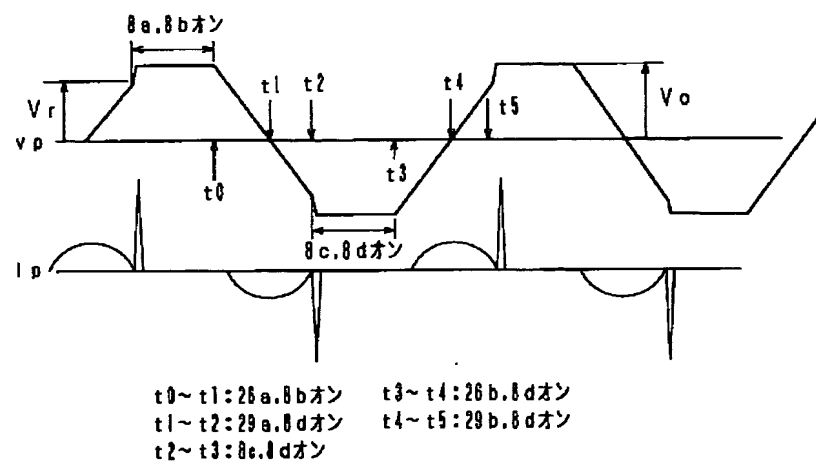 8a,8bオン
t1
t2
t4
t5
Vr
Vo
vp
t0
t3
8c,8dオン
Ip
t0~t1:26a,8bオン
t3~t4:26b,8dオン
t1~t2:29a,8dオン
t4~t5:29b,8dオン
t2~t3:8c,8dオン